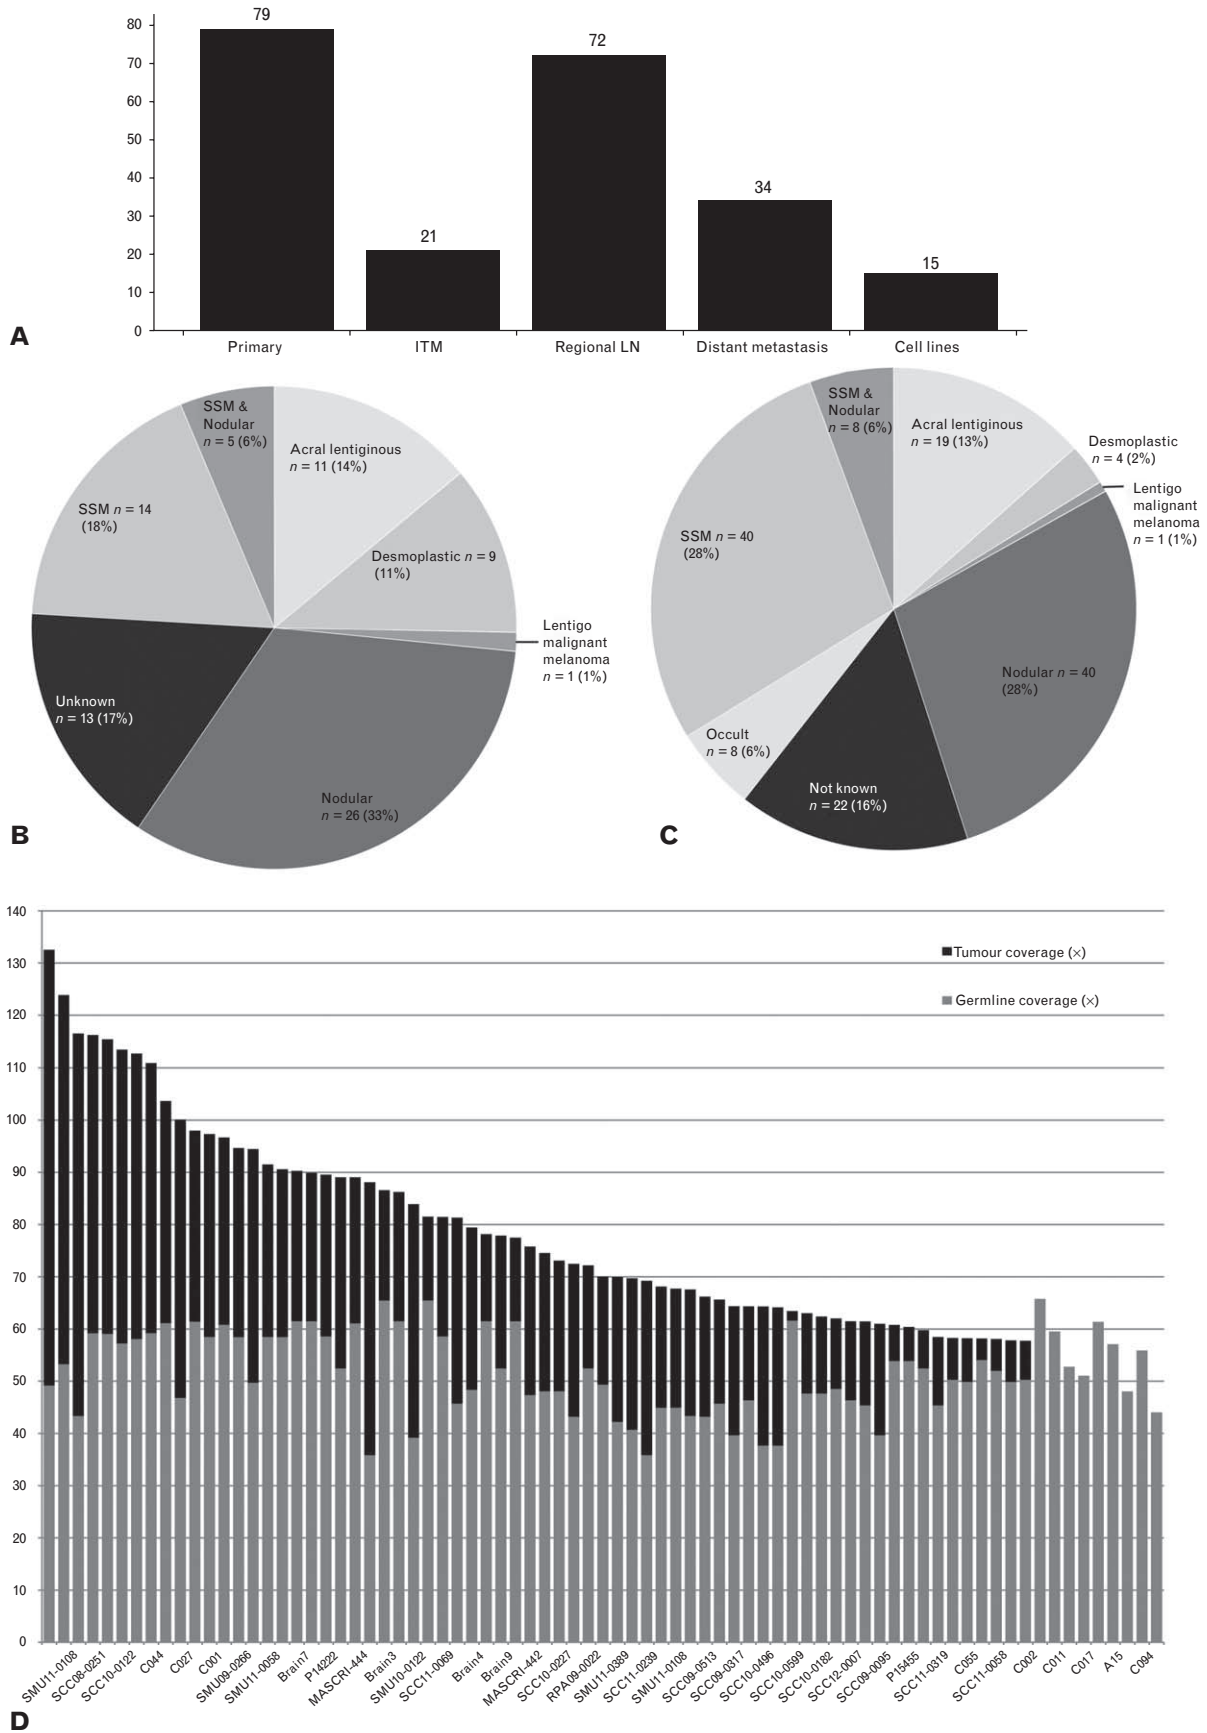 80
70
60
50
40
30
20
10
0
79
21
72
34
15
Primary
ITM
Regional LN
Distant metastasis
Cell lines
A
SSM &
Nodular
n = 5 (6%)
Acral lentiginous
n = 11 (14%)
SSM n = 14
(18%)
Desmoplastic n = 9
(11%)
Lentigo
malignant
melanoma
n = 1 (1%)
Unknown
n = 13 (17%)
Nodular
n = 26 (33%)
B
SSM &
Nodular
n = 8 (6%)
Acral lentiginous
n = 19 (13%)
Desmoplastic
n = 4 (2%)
Lentigo
malignant
melanoma
n = 1 (1%)
SSM n = 40
(28%)
Nodular n = 40
(28%)
Occult
n = 8 (6%)
Not known
n = 22 (16%)
C
140
130
120
110
100
90
80
70
60
50
40
30
20
10
0
Tumour coverage (×)
Germline coverage (×)
SMU11-0108
SCC08-0251
SCC10-0122
C044
C027
C001
SMU09-0266
SMU11-0058
Brain7
P14222
MASCRI-444
Brain3
SMU10-0122
SCC11-0069
Brain4
Brain9
MASCRI-442
SCC10-0227
RPA09-0022
SMU11-0389
SCC11-0239
SMU11-0108
SCC09-0513
SCC09-0317
SCC10-0496
SCC10-0599
SCC10-0182
SCC12-0007
SCC09-0095
P15455
SCC11-0319
C055
SCC11-0058
C002
C011
C017
A15
C094
D